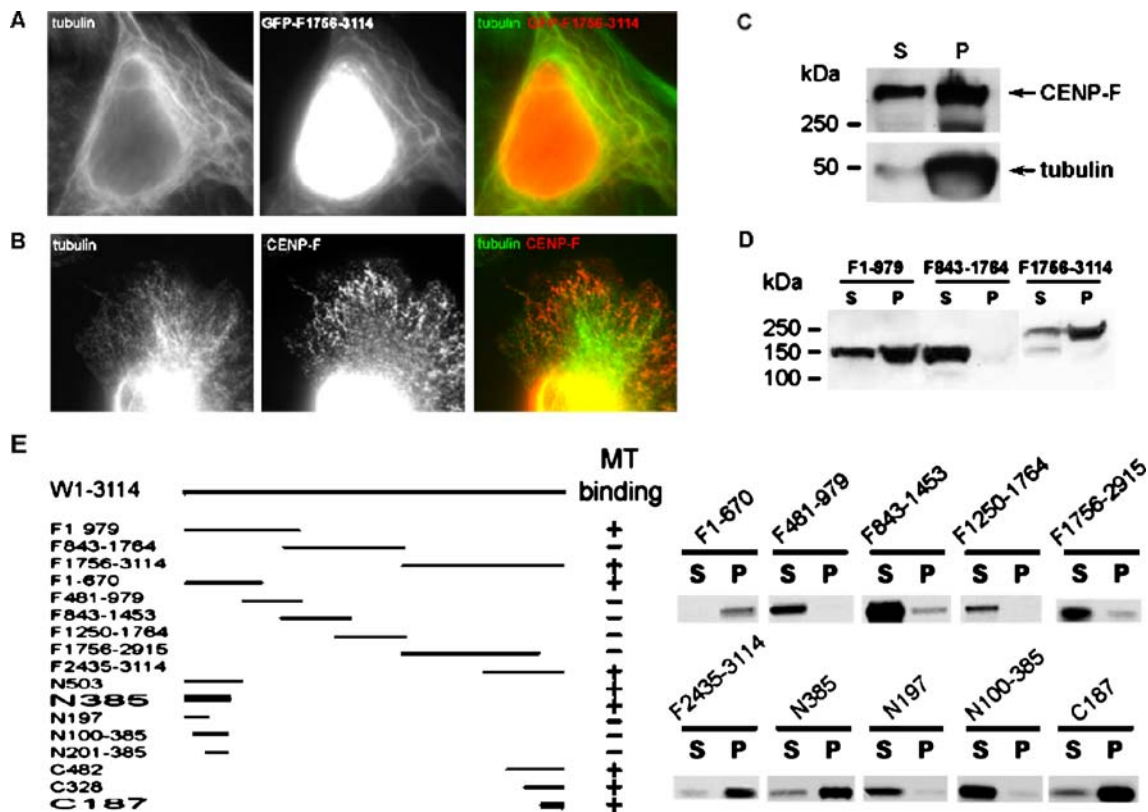 A
tubulin
GFP-F1756-3114
tubulin GFP-F1756-3114
B
tubulin
CENP-F
tubulin CENP-F
C
S P
kDa
CENP-F
250
50
tubulin
D
F1-979 F843-1764 F1756-3114
kDa
S P S P S P
250
150
100
E
MT
binding
W1-3114
F1-979 +
F843-1764 –
F1756-3114 +
F1-670 +
F481-979 –
F843-1453 –
F1250-1764 –
F1756-2915 –
F2435-3114 +
N503 +
N385 +
N197 –
N100-385 –
N201-385 –
C482 +
C328 +
C187 +
F1-670 F481-979 F843-1453 F1250-1764 F1756-2915
S P S P S P S P S P
F2435-3114 N385 N197 N100-385 C187
S P S P S P S P S P